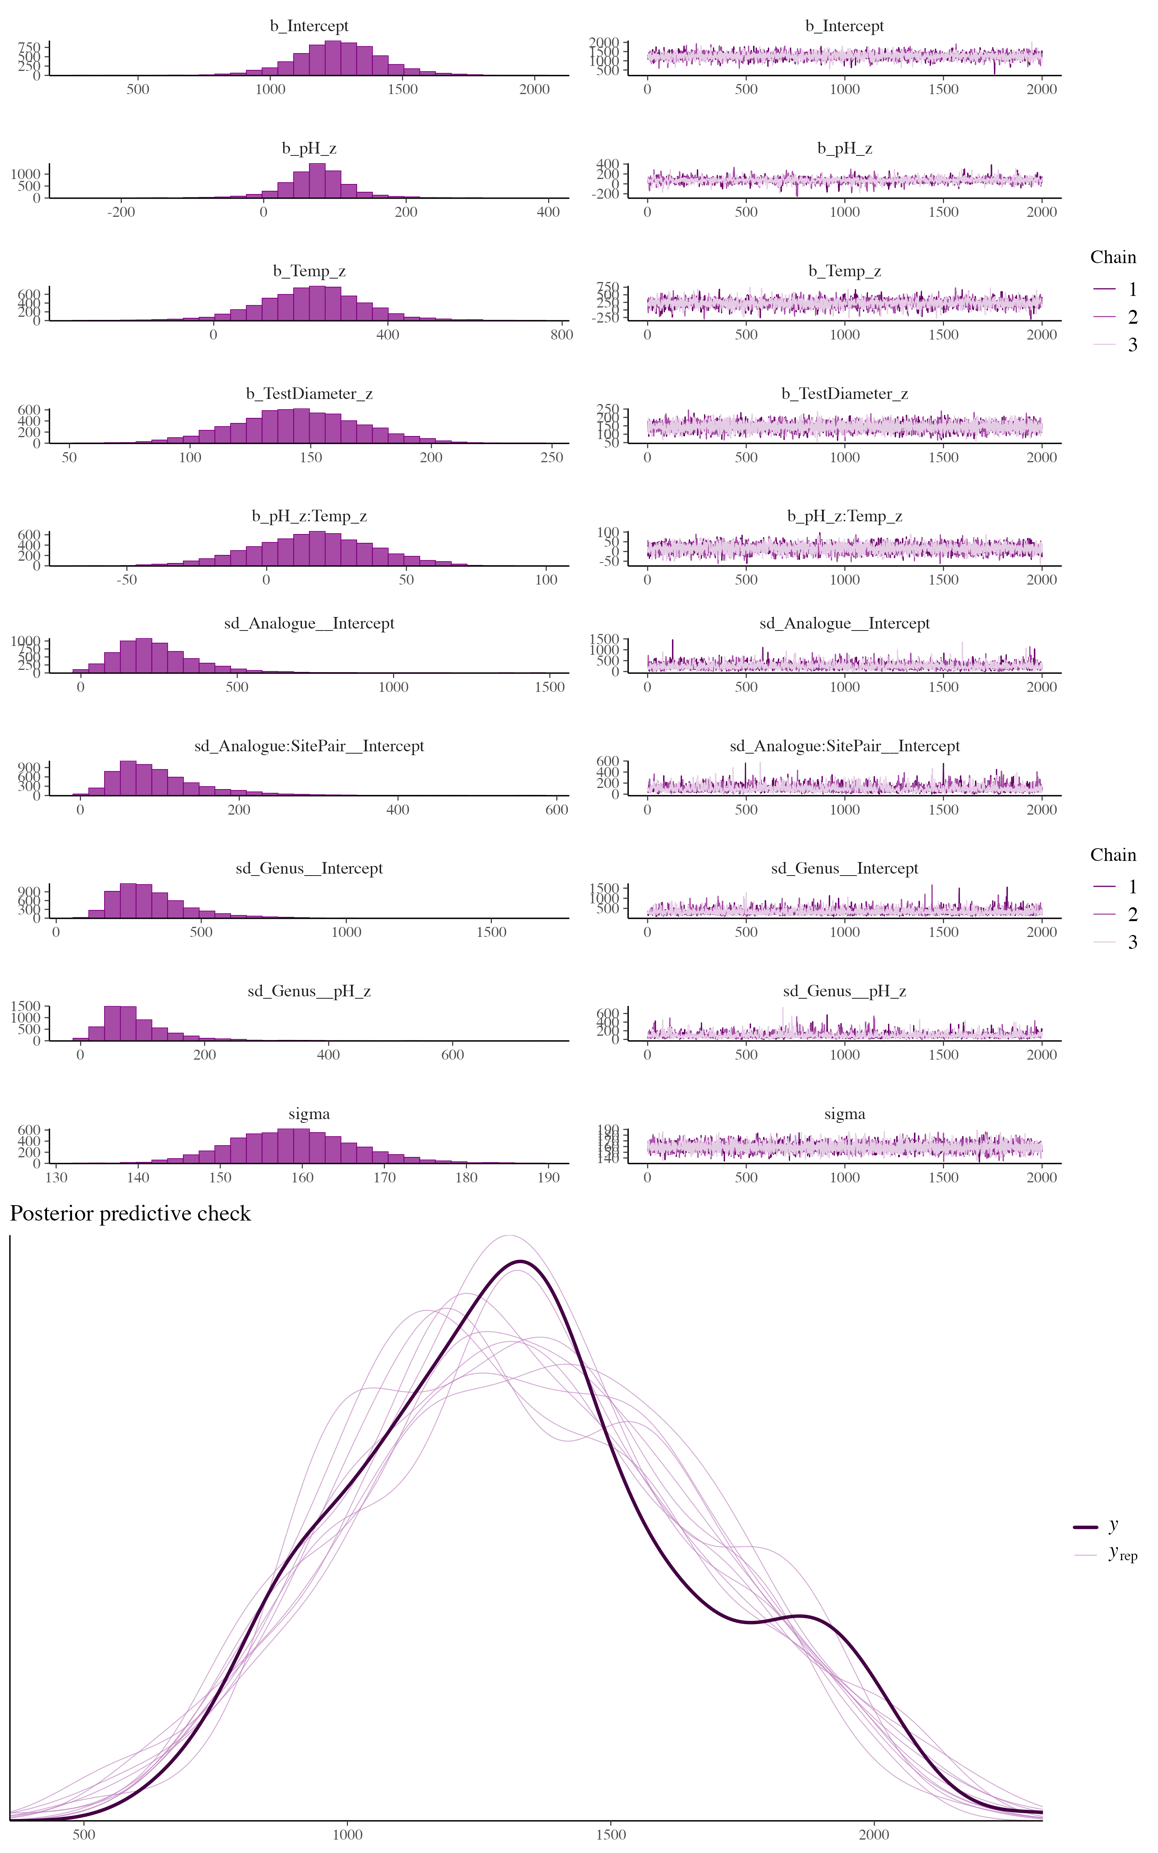 b_Intercept
750
500
250
0
500 1000 1500 2000
b_Intercept
2000
1500
1000
500
0 500 1000 1500 2000
b_pH_z
1000
500
0
-200 0 200 400
b_pH_z
400
200
0
-200
0 500 1000 1500 2000
b_Temp_z
600
400
200
0
0 400 800
b_Temp_z
750
500
250
0
-250
0 500 1000 1500 2000
Chain
1
2
3
b_TestDiameter_z
600
400
200
0
50 100 150 200 250
b_TestDiameter_z
250
200
150
100
50
0 500 1000 1500 2000
b_pH_z:Temp_z
600
400
200
0
-50 0 50 100
b_pH_z:Temp_z
100
50
0
-50
0 500 1000 1500 2000
sd_Analogue__Intercept
1000
750
500
250
0
0 500 1000 1500
sd_Analogue__Intercept
1500
1000
500
0
0 500 1000 1500 2000
sd_Analogue:SitePair__Intercept
900
600
300
0
0 200 400 600
sd_Analogue:SitePair__Intercept
600
400
200
0
0 500 1000 1500 2000
sd_Genus__Intercept
900
600
300
0
0 500 1000 1500
sd_Genus__Intercept
1500
1000
500
0 500 1000 1500 2000
Chain
1
2
3
sd_Genus__pH_z
1500
1000
500
0
0 200 400 600
sd_Genus__pH_z
600
400
200
0
0 500 1000 1500 2000
sigma
600
400
200
0
130 140 150 160 170 180 190
sigma
190
180
170
160
150
140
0 500 1000 1500 2000
Posterior predictive check
y
yrep
500 1000 1500 2000